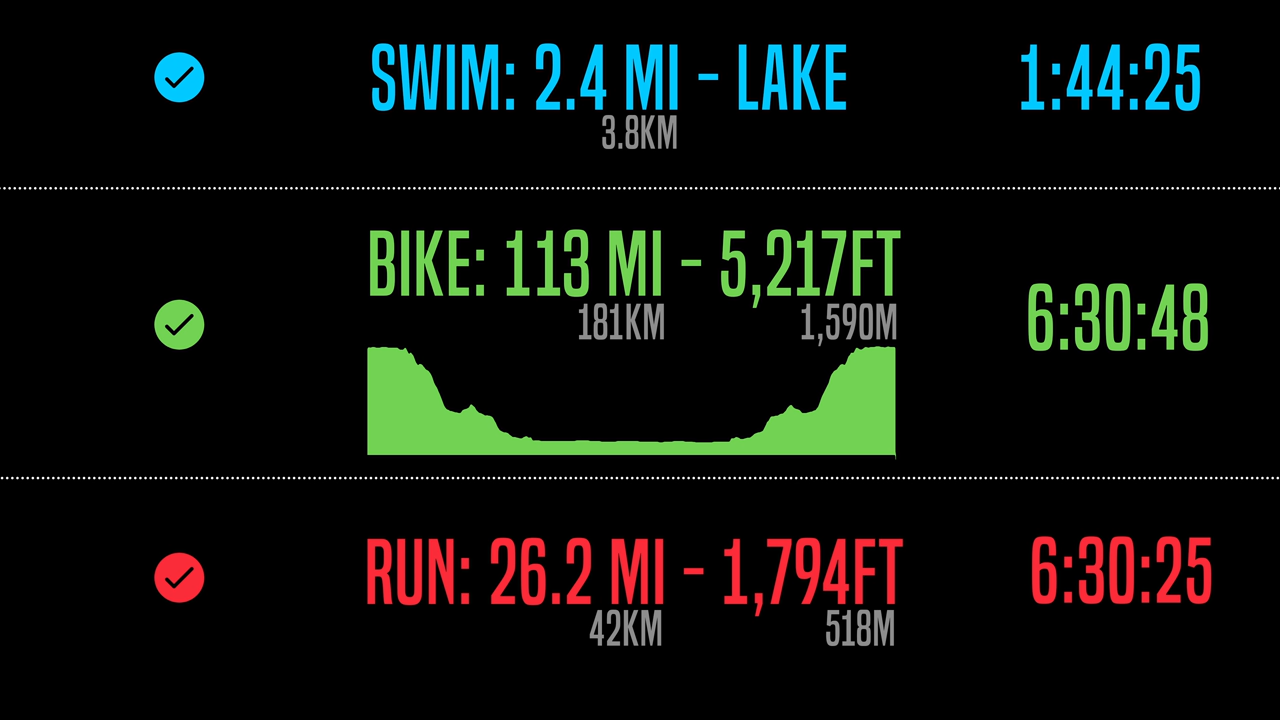 SWIM: 2.4 MI - LAKE 1:44:25
3.8KM
BIKE: 113 MI - 5,217FT
181KM 1,590M
6:30:48
RUN: 26.2 MI - 1,794FT 6:30:25
42KM 518M